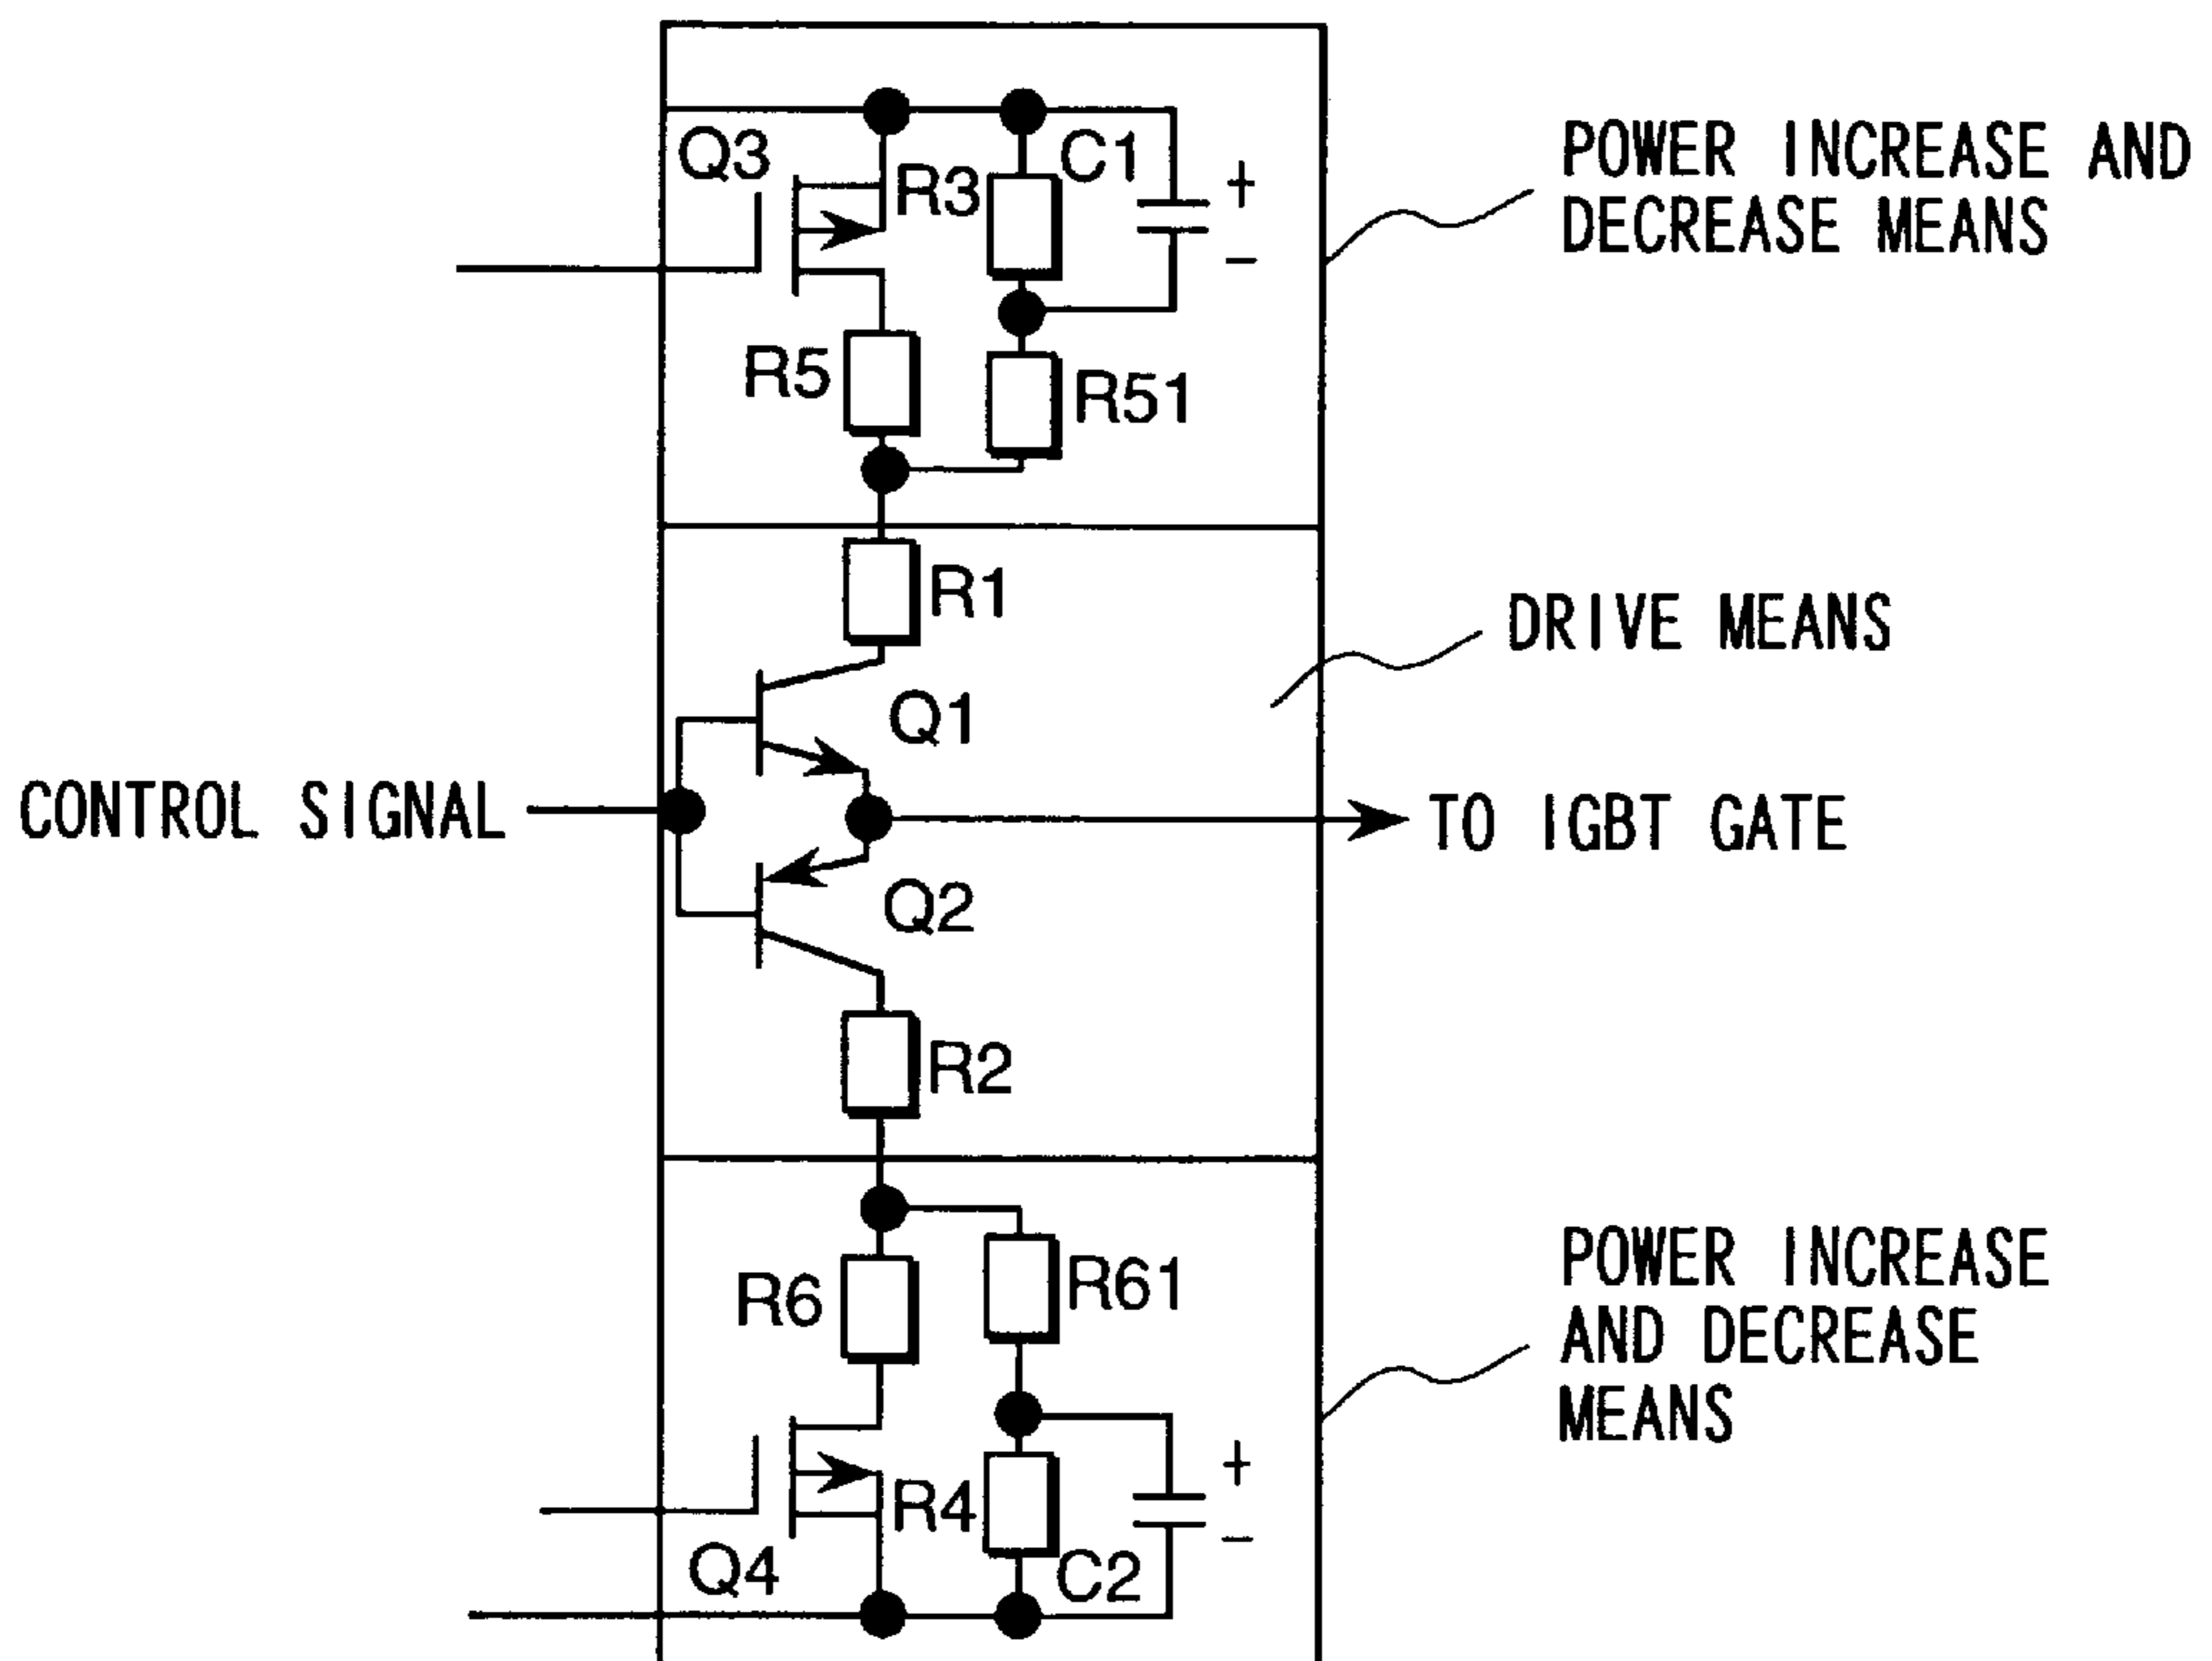 Q3
R3
C1
+
−
POWER INCREASE AND
DECREASE MEANS
R5
R51
R1
DRIVE MEANS
Q1
CONTROL SIGNAL
TO IGBT GATE
Q2
R2
R6
R61
POWER INCREASE
AND DECREASE
MEANS
R4
+
−
Q4
C2